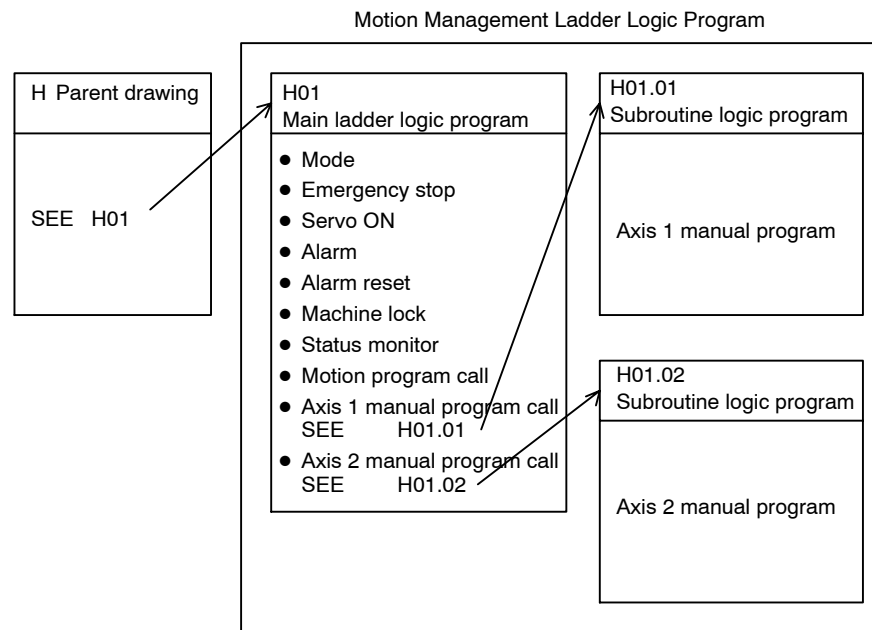 Motion Management Ladder Logic Program
H Parent drawing
SEE H01
H01
Main ladder logic program
● Mode
● Emergency stop
● Servo ON
● Alarm
● Alarm reset
● Machine lock
● Status monitor
● Motion program call
● Axis 1 manual program call
SEE H01.01
● Axis 2 manual program call
SEE H01.02
H01.01
Subroutine logic program
Axis 1 manual program
H01.02
Subroutine logic program
Axis 2 manual program